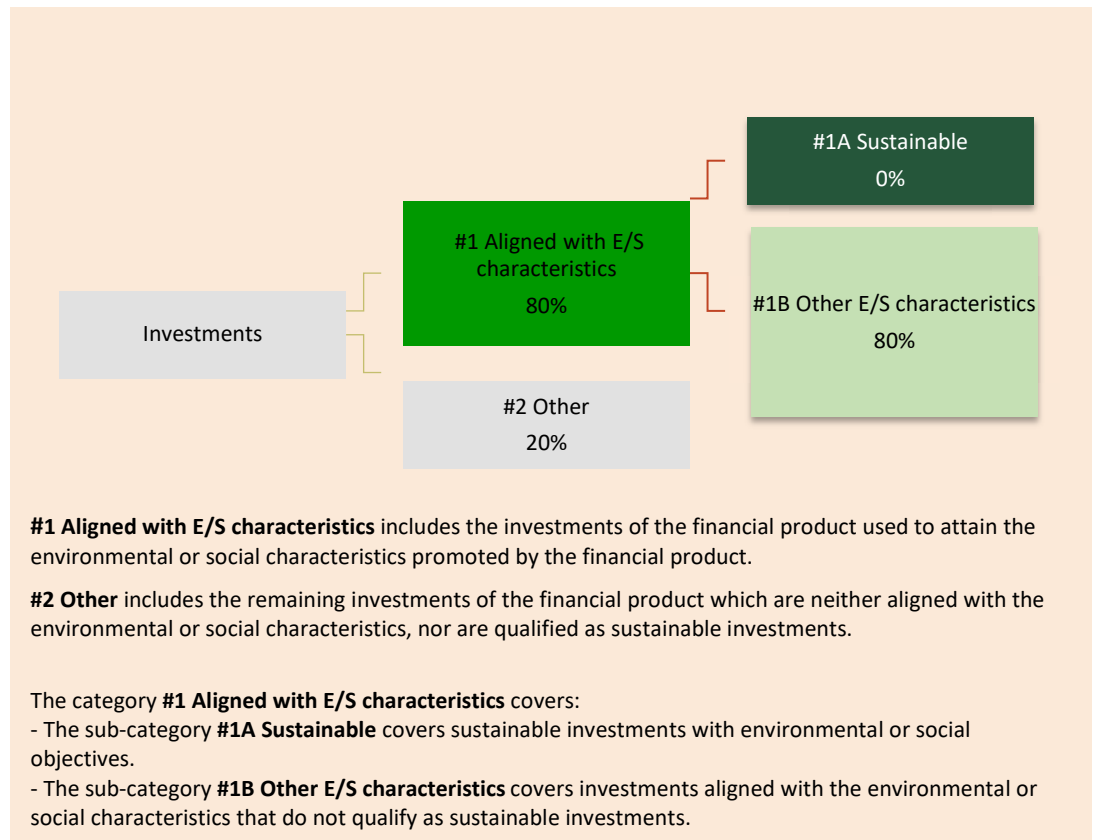 #1A Sustainable
0%
#1 Aligned with E/S
characteristics
80%
#1B Other E/S characteristics
80%
Investments
#2 Other
20%
#1 Aligned with E/S characteristics includes the investments of the financial product used to attain the
environmental or social characteristics promoted by the financial product.
#2 Other includes the remaining investments of the financial product which are neither aligned with the
environmental or social characteristics, nor are qualified as sustainable investments.
The category #1 Aligned with E/S characteristics covers:
- The sub-category #1A Sustainable covers sustainable investments with environmental or social
objectives.
- The sub-category #1B Other E/S characteristics covers investments aligned with the environmental or
social characteristics that do not qualify as sustainable investments.